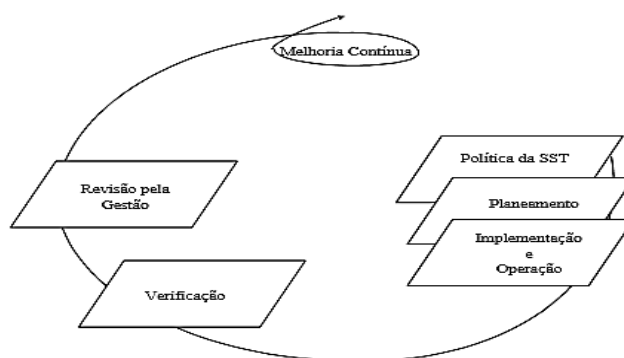 Melhoria Contínua
Política da SST
Planeamento
Implementação
e
Operação
Verificação
Revisão pela
Gestão